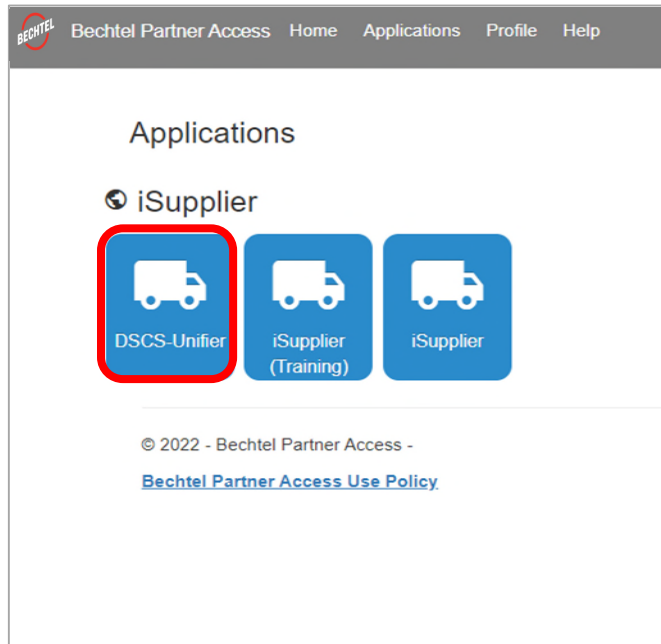 BECHTEL Bechtel Partner Access Home Applications Profile Help
Applications
iSupplier
DSCS-Unifier
iSupplier
(Training)
iSupplier
© 2022 - Bechtel Partner Access -
Bechtel Partner Access Use Policy